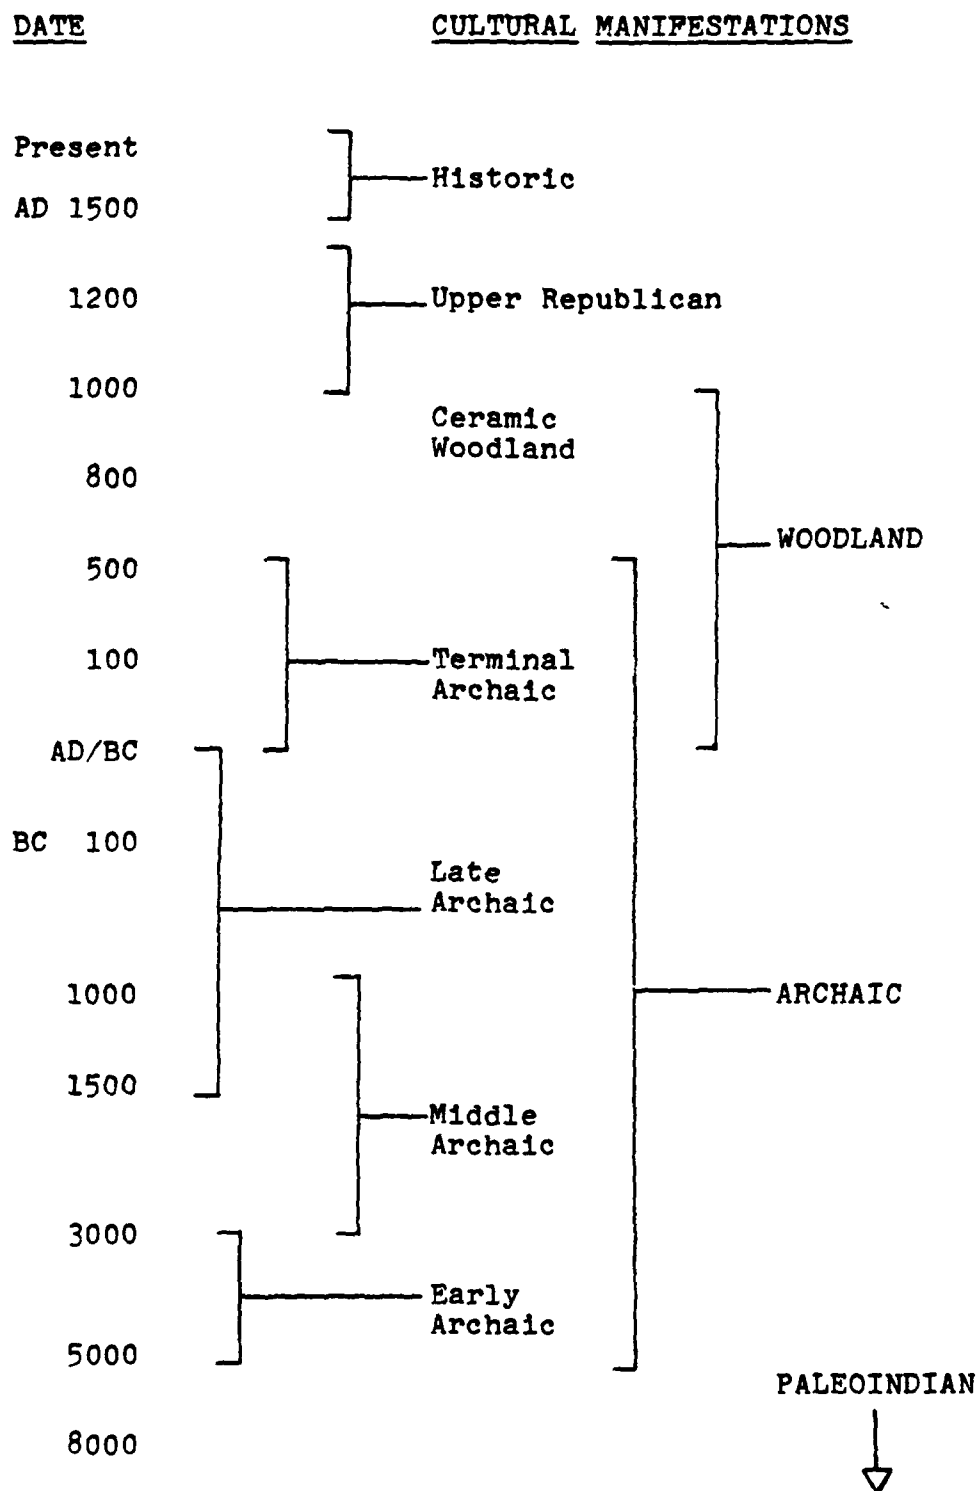 DATE CULTURAL MANIFESTATIONS
Present
Historic
AD 1500
1200 Upper Republican
1000
Ceramic
Woodland
800
WOODLAND
500
100 Terminal
Archaic
AD/BC
BC 100
Late
Archaic
1000 ARCHAIC
1500
Middle
Archaic
3000
Early
Archaic
5000
PALEOINDIAN
8000